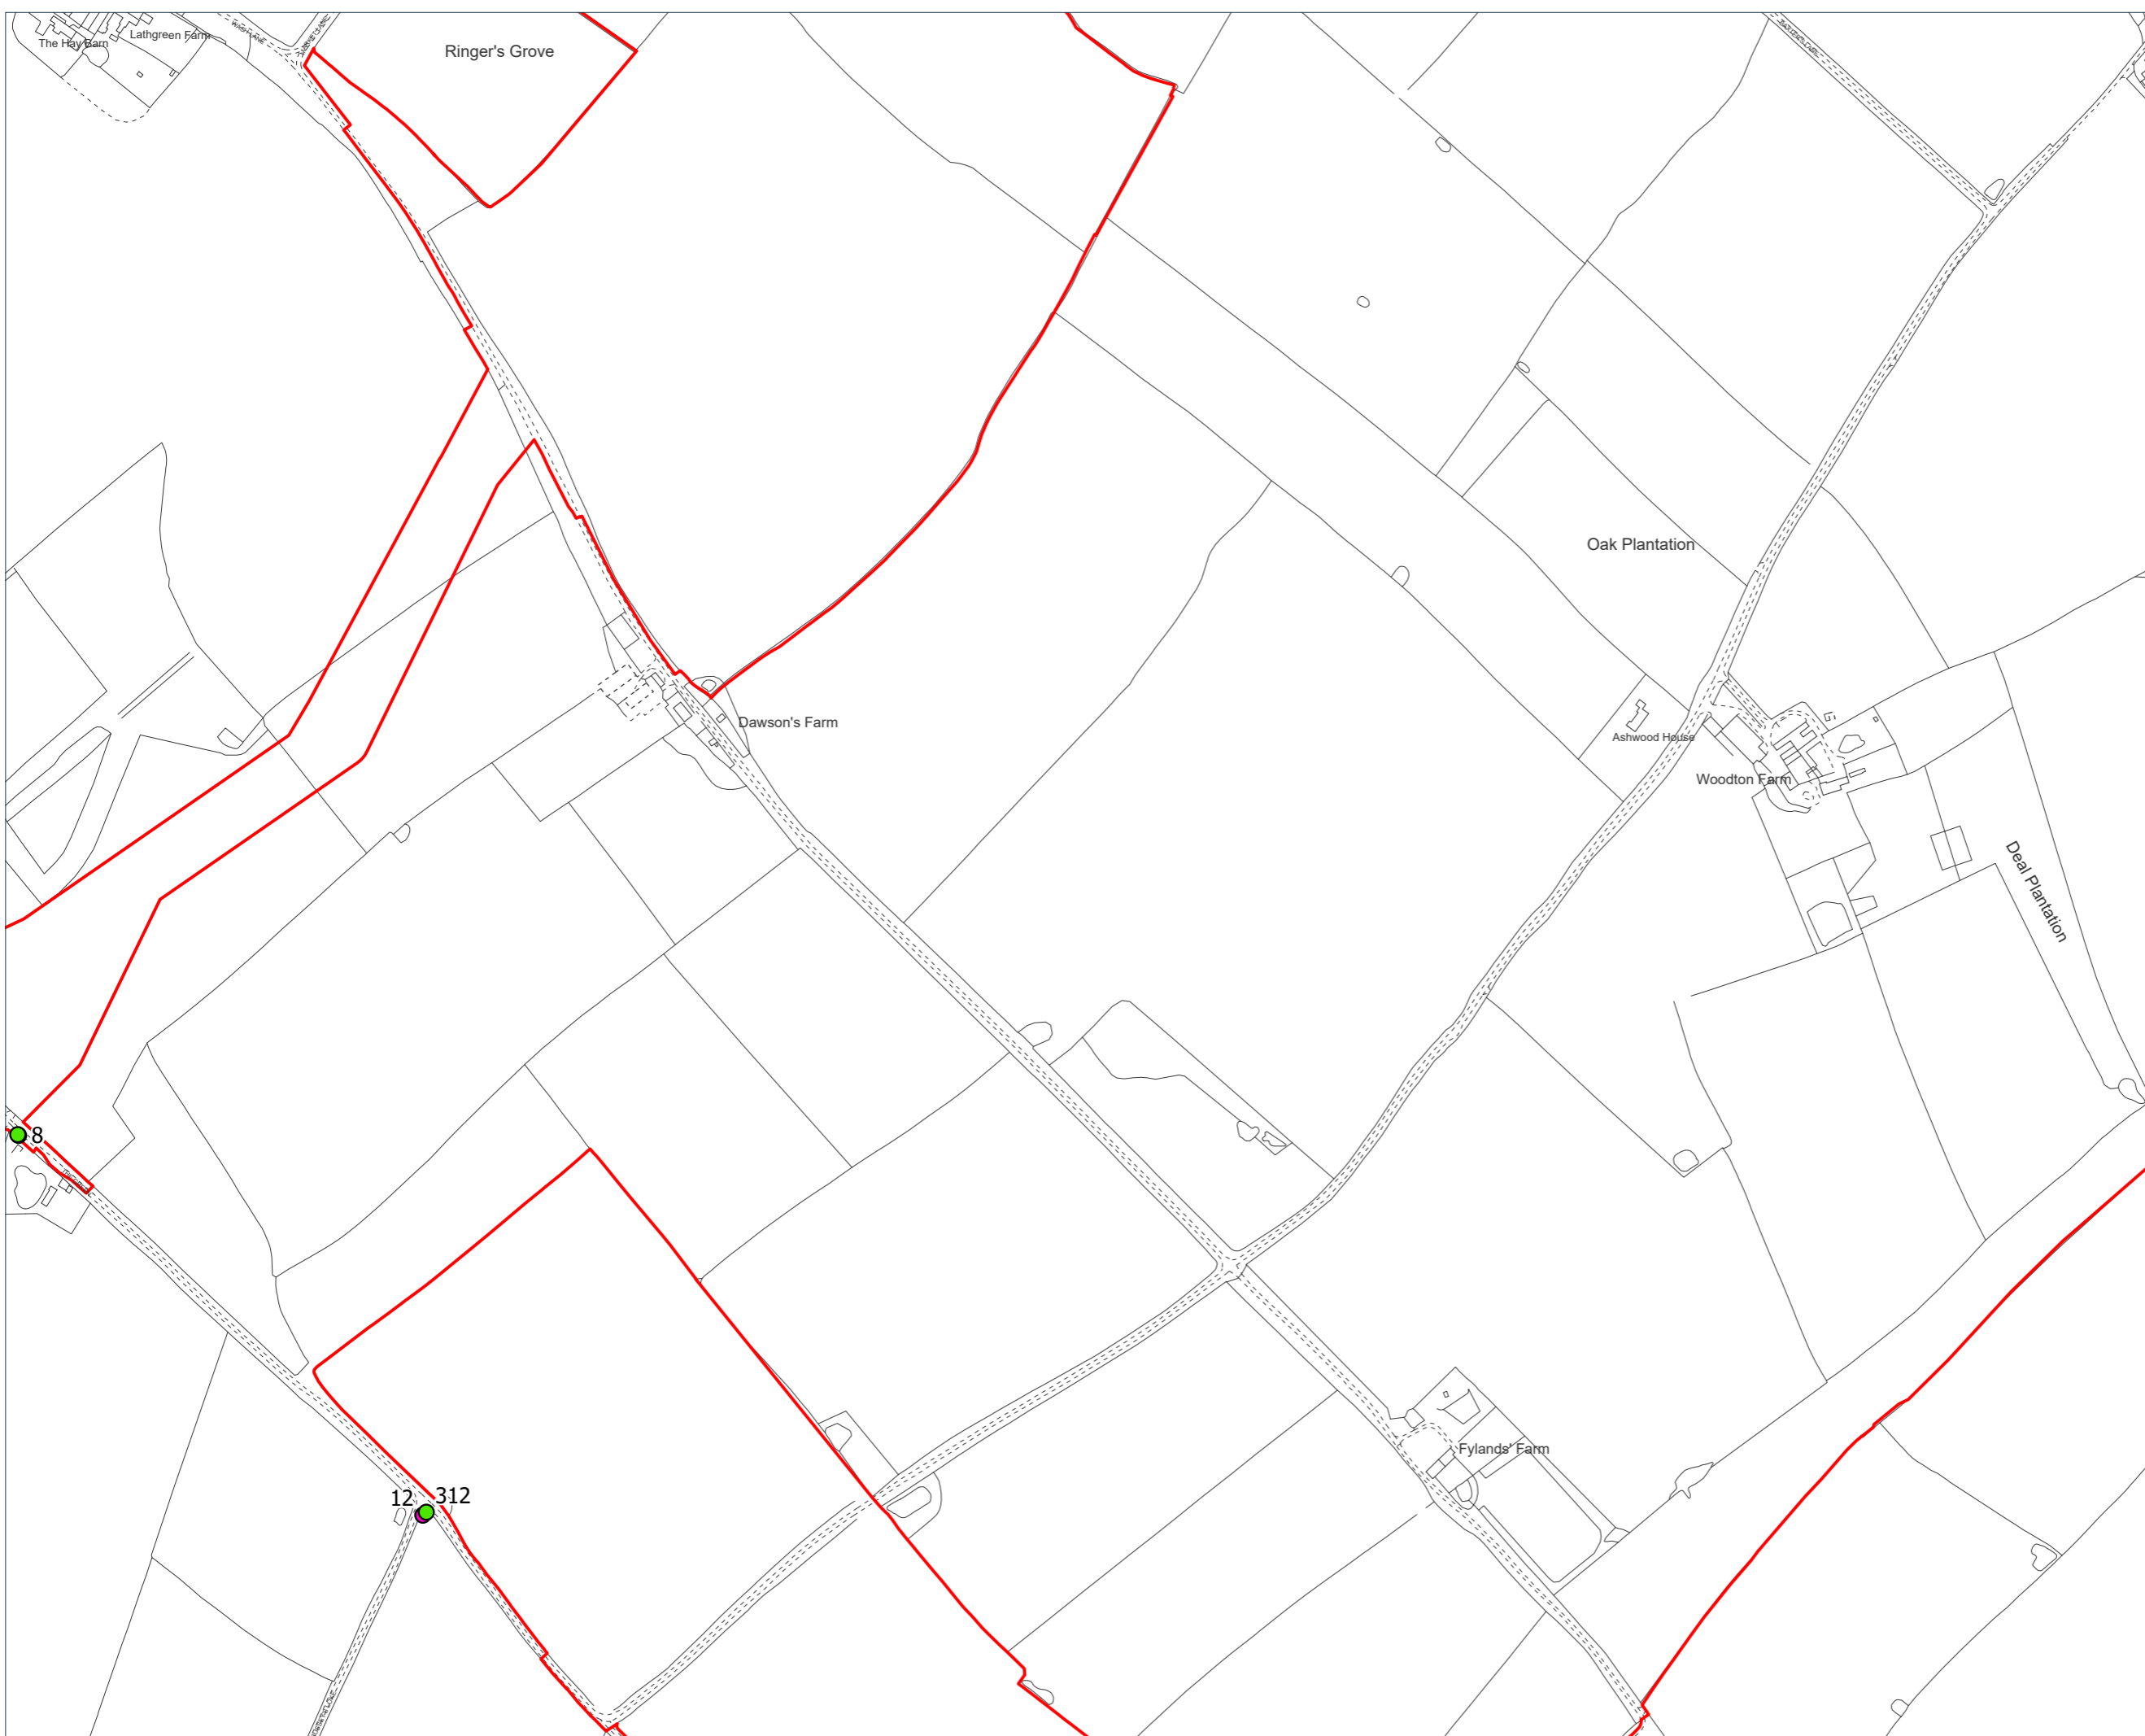 The Hay Barn
Lathgreen Farm
Ringer's Grove
Oak Plantation
Dawson's Farm
Ashwood House
Woodton Farm
Deal Plantation
8
Fylands' Farm
12
312